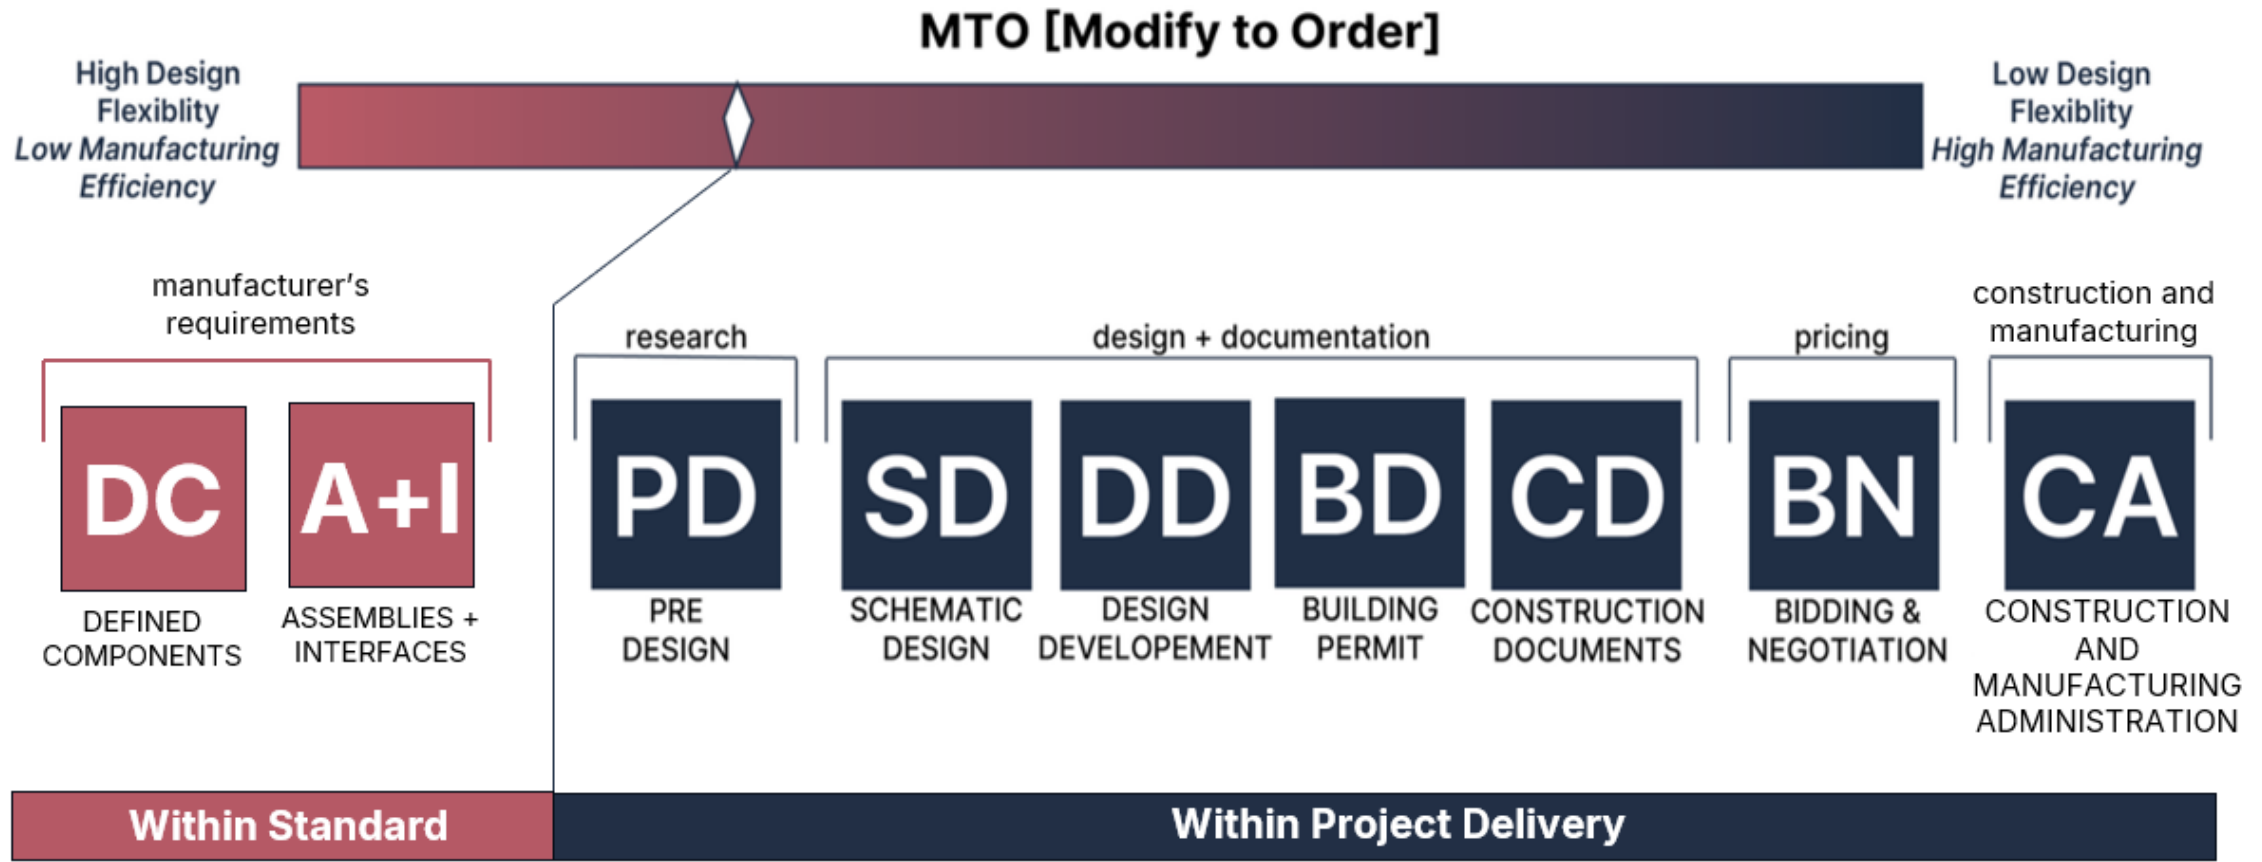 MTO [Modify to Order]
High Design
Flexiblity
Low Manufacturing
Efficiency
Low Design
Flexiblity
High Manufacturing
Efficiency
manufacturer's
requirements
research
design + documentation
pricing
construction and
manufacturing
DC
A+I
PD
SD
DD
BD
CD
BN
CA
DEFINED
COMPONENTS
ASSEMBLIES +
INTERFACES
PRE
DESIGN
SCHEMATIC
DESIGN
DESIGN
DEVELOPEMENT
BUILDING
PERMIT
CONSTRUCTION
DOCUMENTS
BIDDING &
NEGOTIATION
CONSTRUCTION
AND
MANUFACTURING
ADMINISTRATION
Within Standard
Within Project Delivery